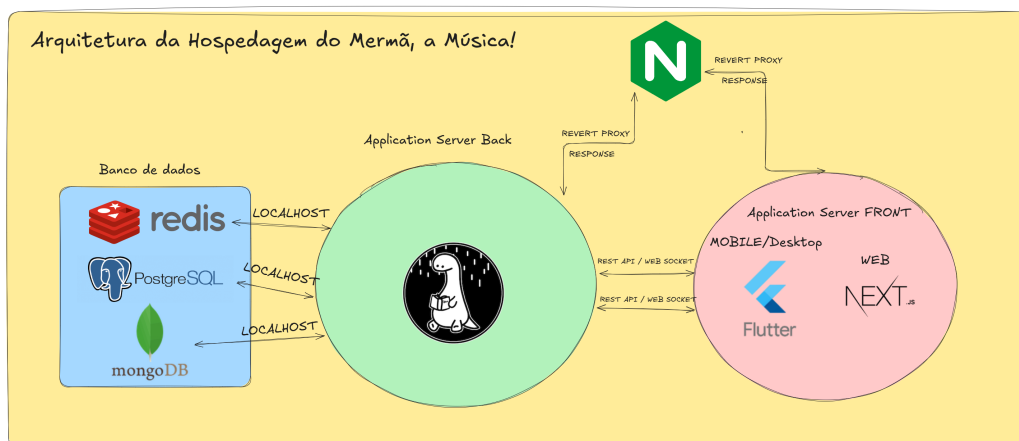 Arquitetura da Hospedagem do Mermã, a Música!
N
REVERT PROXY
RESPONSE
REVERT PROXY
RESPONSE
Application Server Back
Banco de dados
redis
LOCALHOST
PostgreSQL
LOCALHOST
LOCALHOST
mongoDB
REST API / WEB SOCKET
REST API / WEB SOCKET
Application Server FRONT
MOBILE/Desktop
WEB
Flutter
NEXT.JS